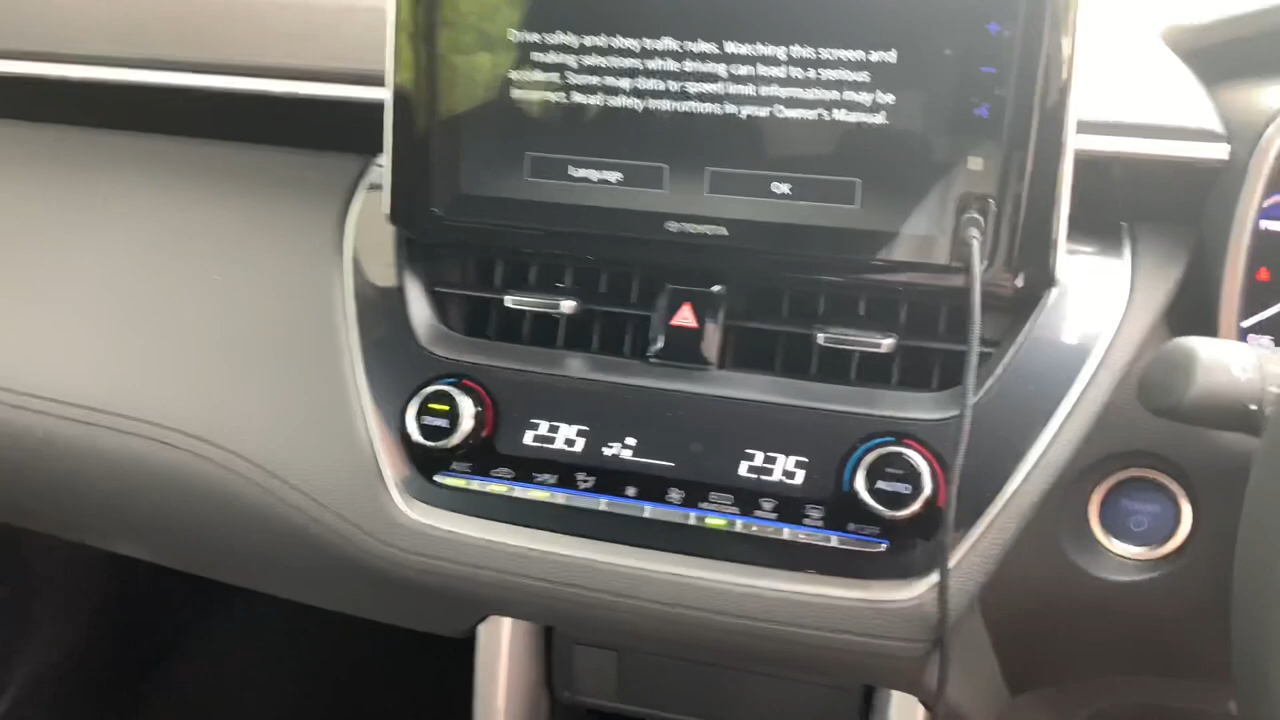 Drive safely and obey traffic rules. Watching this screen and
making selections while driving can lead to a serious
accident. Some map data or speed limit information may be
Read safety instructions in your Owner's Manual.
Language
OK
TOYOTA
23.5
23.5
AUTO
POWER